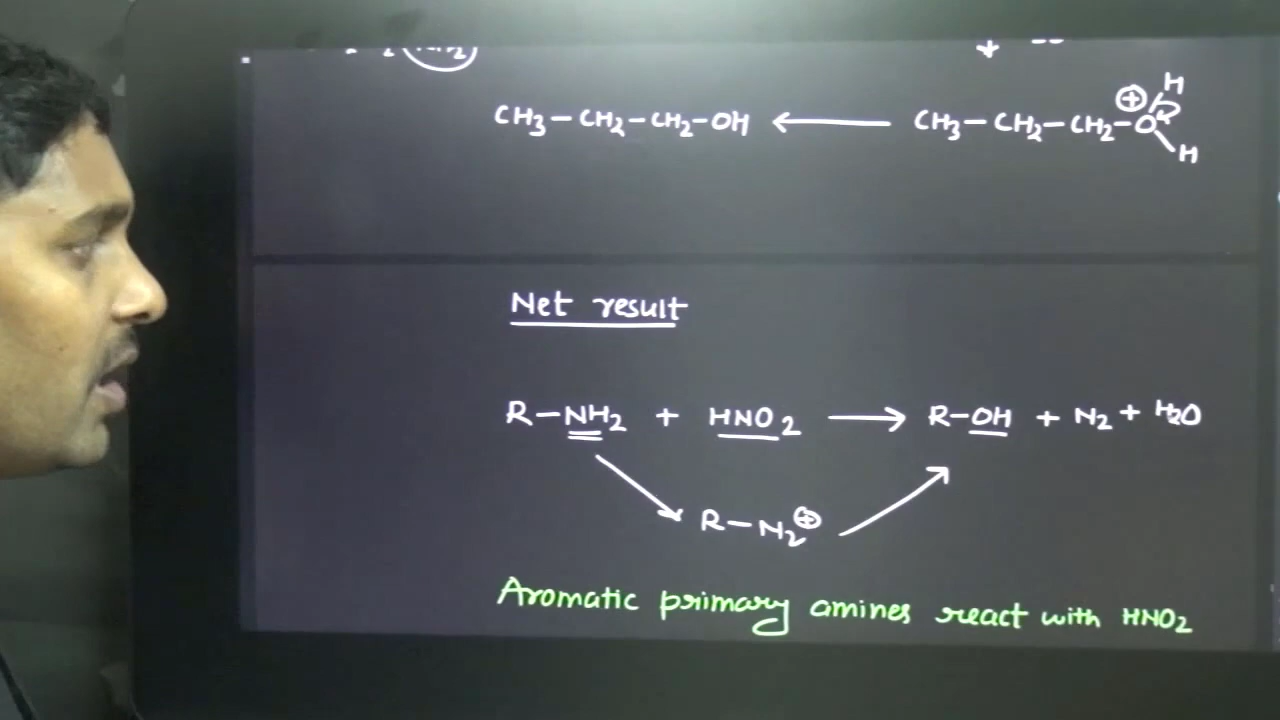 CH3-CH2-CH2-OH ← CH3-CH2-CH2-O⊕ H H
Net result
R-NH2 + HNO2 → R-OH + N2 + H2O
R-N2⊕
Aromatic primary amines react with HNO2